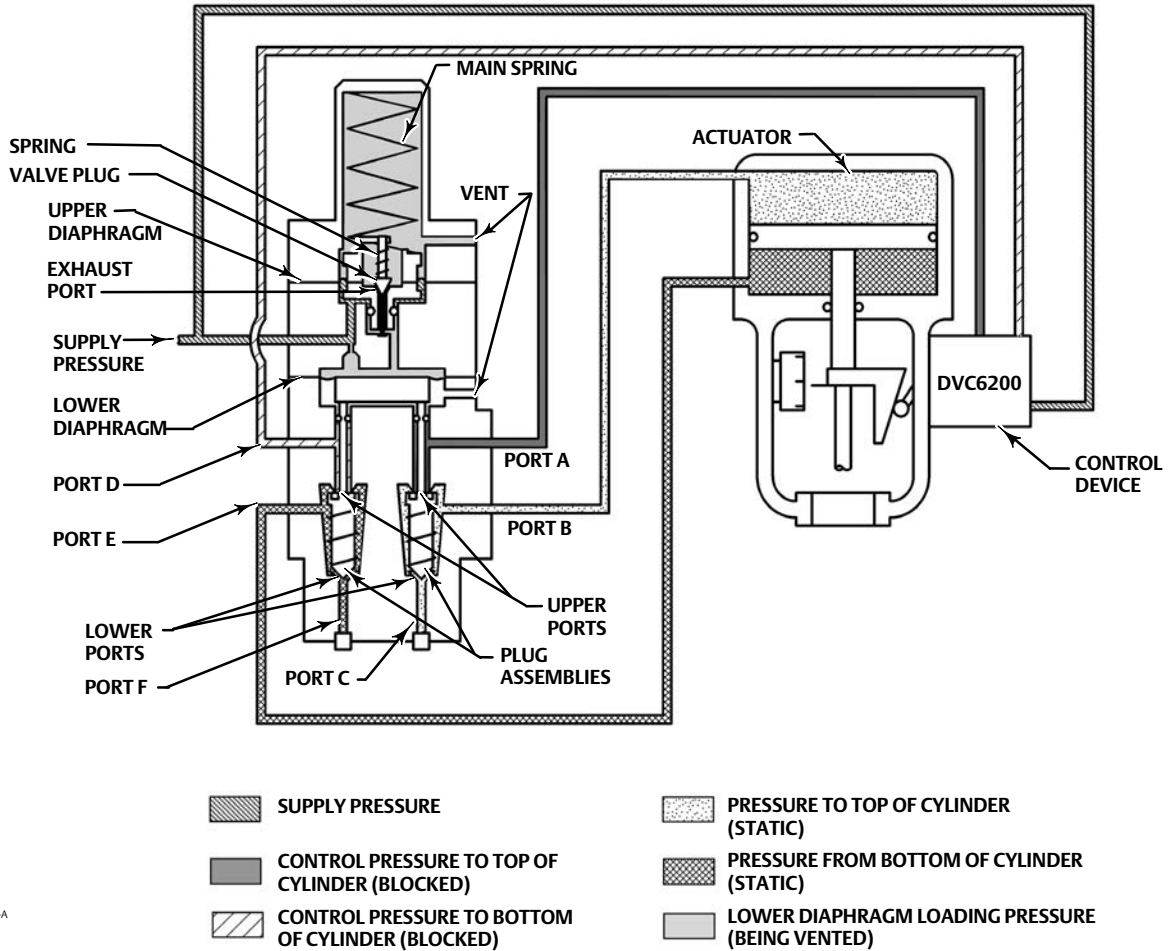 MAIN SPRING
SPRING
VALVE PLUG
UPPER
DIAPHRAGM
EXHAUST
PORT
SUPPLY
PRESSURE
LOWER
DIAPHRAGM
PORT D
PORT E
LOWER
PORTS
PORT F
PORT C
VENT
PORT A
PORT B
UPPER
PORTS
PLUG
ASSEMBLIES
ACTUATOR
DVC6200
CONTROL
DEVICE
SUPPLY PRESSURE
CONTROL PRESSURE TO TOP OF
CYLINDER (BLOCKED)
CONTROL PRESSURE TO BOTTOM
OF CYLINDER (BLOCKED)
PRESSURE TO TOP OF CYLINDER
(STATIC)
PRESSURE FROM BOTTOM OF CYLINDER
(STATIC)
LOWER DIAPHRAGM LOADING PRESSURE
(BEING VENTED)